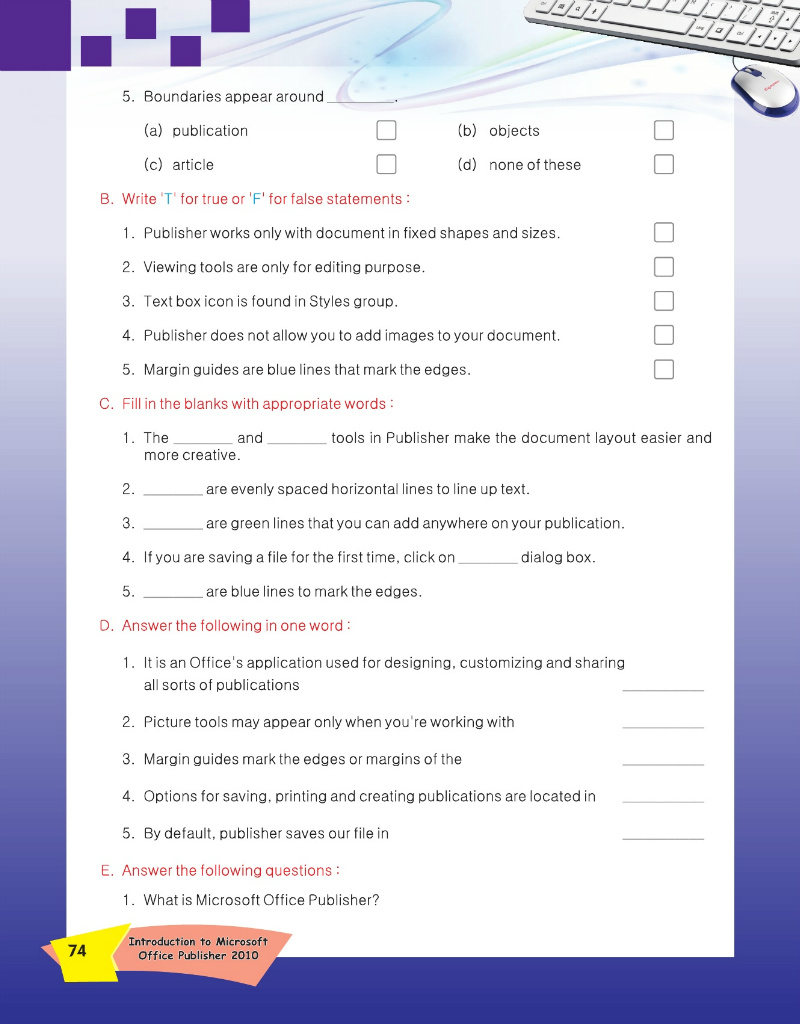 5. Boundaries appear around ________.
(a) publication (b) objects
(c) article (d) none of these
B. Write 'T' for true or 'F' for false statements :
1. Publisher works only with document in fixed shapes and sizes.
2. Viewing tools are only for editing purpose.
3. Text box icon is found in Styles group.
4. Publisher does not allow you to add images to your document.
5. Margin guides are blue lines that mark the edges.
C. Fill in the blanks with appropriate words :
1. The _______ and _______ tools in Publisher make the document layout easier and
more creative.
2. _______ are evenly spaced horizontal lines to line up text.
3. _______ are green lines that you can add anywhere on your publication.
4. If you are saving a file for the first time, click on _______ dialog box.
5. _______ are blue lines to mark the edges.
D. Answer the following in one word :
1. It is an Office's application used for designing, customizing and sharing
all sorts of publications __________
2. Picture tools may appear only when you're working with __________
3. Margin guides mark the edges or margins of the __________
4. Options for saving, printing and creating publications are located in __________
5. By default, publisher saves our file in __________
E. Answer the following questions :
1. What is Microsoft Office Publisher?
74
Introduction to Microsoft
Office Publisher 2010